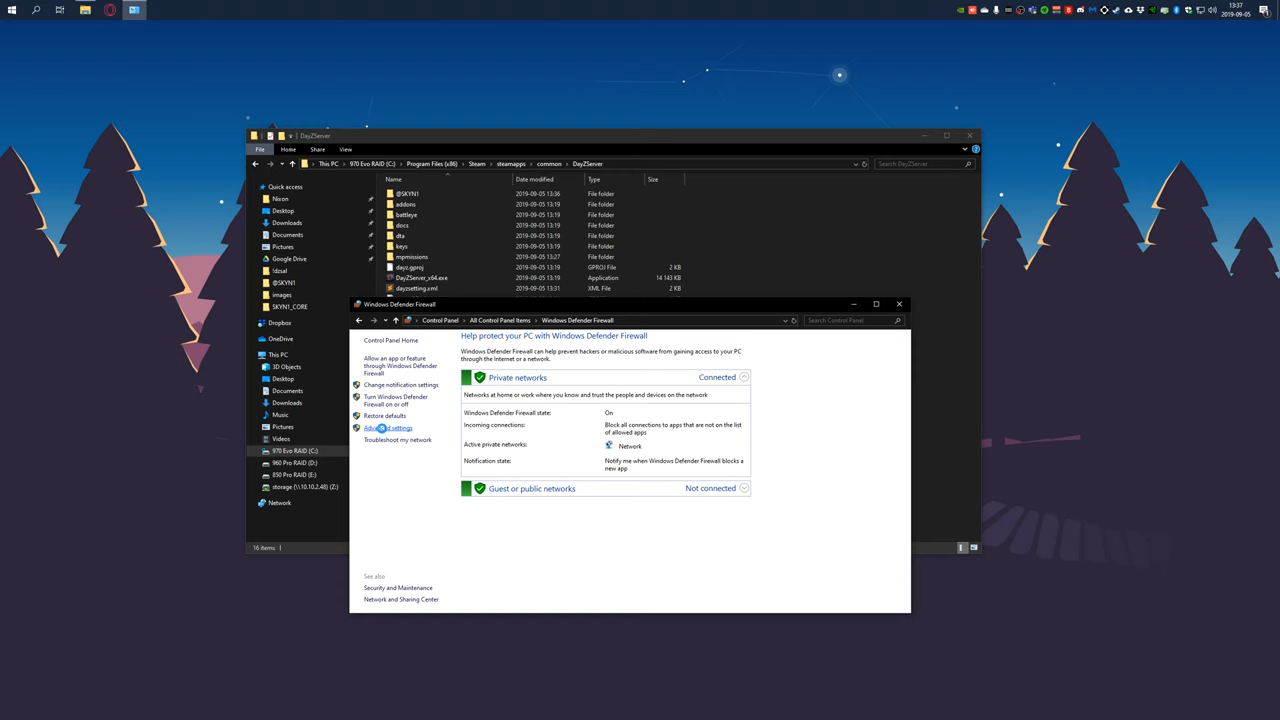 13:37
2019-09-05
DayZServer
File Home Share View
This PC 970 Evo RAID (C:) Program Files (x86) Steam steamapps common DayZServer
Search DayZServer
Name Date modified Type Size
Quick access
Nixon
Desktop
Downloads
Documents
Pictures
Google Drive
!dzsal
@SKYN1
images
SKYN1_CORE
Dropbox
OneDrive
This PC
3D Objects
Desktop
Documents
Downloads
Music
Pictures
Videos
970 Evo RAID (C:)
960 Pro RAID (D:)
850 Pro RAID (E:)
storage (\\10.10.2.48) (Z:)
Network
16 items
@SKYN1 2019-09-05 13:36 File folder
addons 2019-09-05 13:19 File folder
battleye 2019-09-05 13:19 File folder
docs 2019-09-05 13:19 File folder
dta 2019-09-05 13:19 File folder
keys 2019-09-05 13:19 File folder
mpmissions 2019-09-05 13:27 File folder
dayz.gproj 2019-09-05 13:19 GPROJ File 2 KB
DayZServer_x64.exe 2019-09-05 13:19 Application 14 143 KB
dayzsetting.xml 2019-09-05 13:31 XML File 2 KB
Windows Defender Firewall
Control Panel All Control Panel Items Windows Defender Firewall
Search Control Panel
Control Panel Home
Allow an app or feature
through Windows Defender
Firewall
Change notification settings
Turn Windows Defender
Firewall on or off
Restore defaults
Advanced settings
Troubleshoot my network
See also
Security and Maintenance
Network and Sharing Center
Help protect your PC with Windows Defender Firewall
Windows Defender Firewall can help prevent hackers or malicious software from gaining access to your PC
through the Internet or a network.
Private networks Connected
Networks at home or work where you know and trust the people and devices on the network
Windows Defender Firewall state: On
Incoming connections: Block all connections to apps that are not on the list
of allowed apps
Active private networks: Network
Notification state: Notify me when Windows Defender Firewall blocks a
new app
Guest or public networks Not connected